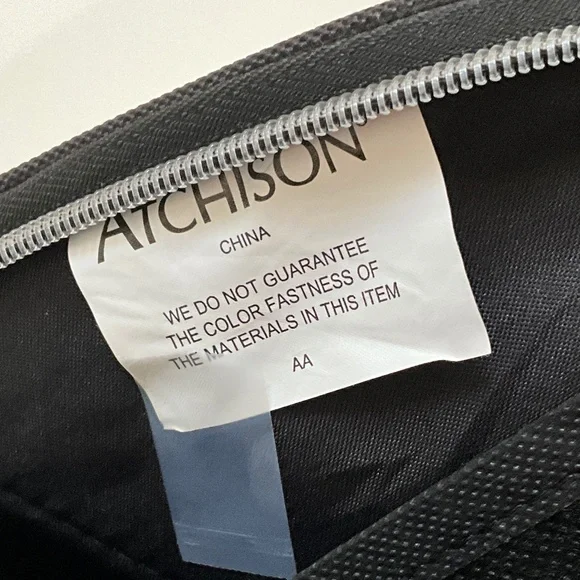 ATCHISON
CHINA
WE DO NOT GUARANTEE
THE COLOR FASTNESS OF
THE MATERIALS IN THIS ITEM
AA